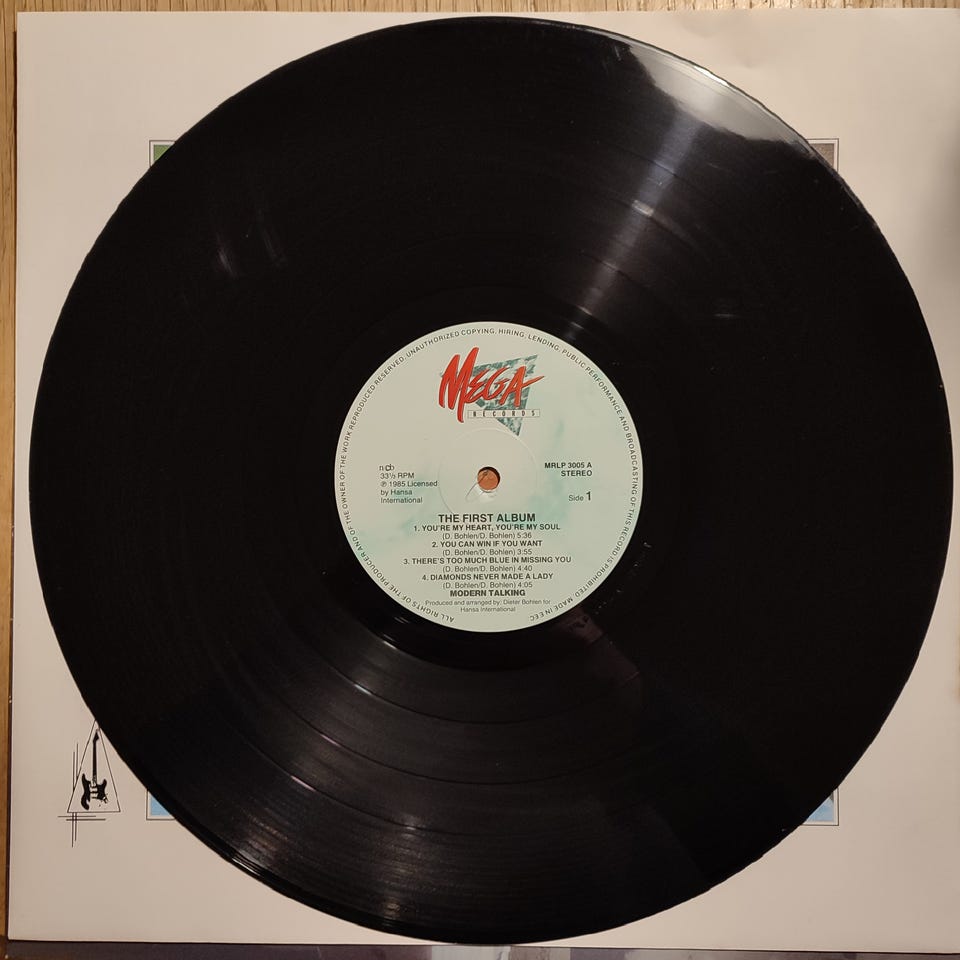 ALL RIGHTS OF THE PRODUCER AND OF THE OWNER OF THE WORK REPRODUCED RESERVED. UNAUTHORIZED COPYING, HIRING, LENDING, PUBLIC PERFORMANCE AND BROADCASTING OF THIS RECORD IS PROHIBITED. MADE IN EEC.
MEGA
RECORDS
ncb
33⅓ RPM
℗ 1985 Licensed
by Hansa
International
MRLP 3005 A
STEREO
Side 1
THE FIRST ALBUM
1. YOU'RE MY HEART, YOU'RE MY SOUL
(D. Bohlen/D. Bohlen) 5:36
2. YOU CAN WIN IF YOU WANT
(D. Bohlen/D. Bohlen) 3:55
3. THERE'S TOO MUCH BLUE IN MISSING YOU
(D. Bohlen/D. Bohlen) 4.40
4. DIAMONDS NEVER MADE A LADY
(D. Bohlen/D. Bohlen) 4:05
MODERN TALKING
Produced and arranged by: Dieter Bohlen for
Hansa International